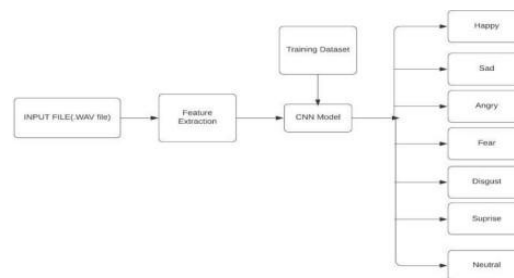 Happy
Training Dataset
Sad
Angry
INPUT FILE(.WAV file)
Feature
Extraction
CNN Model
Fear
Disgust
Suprise
Neutral